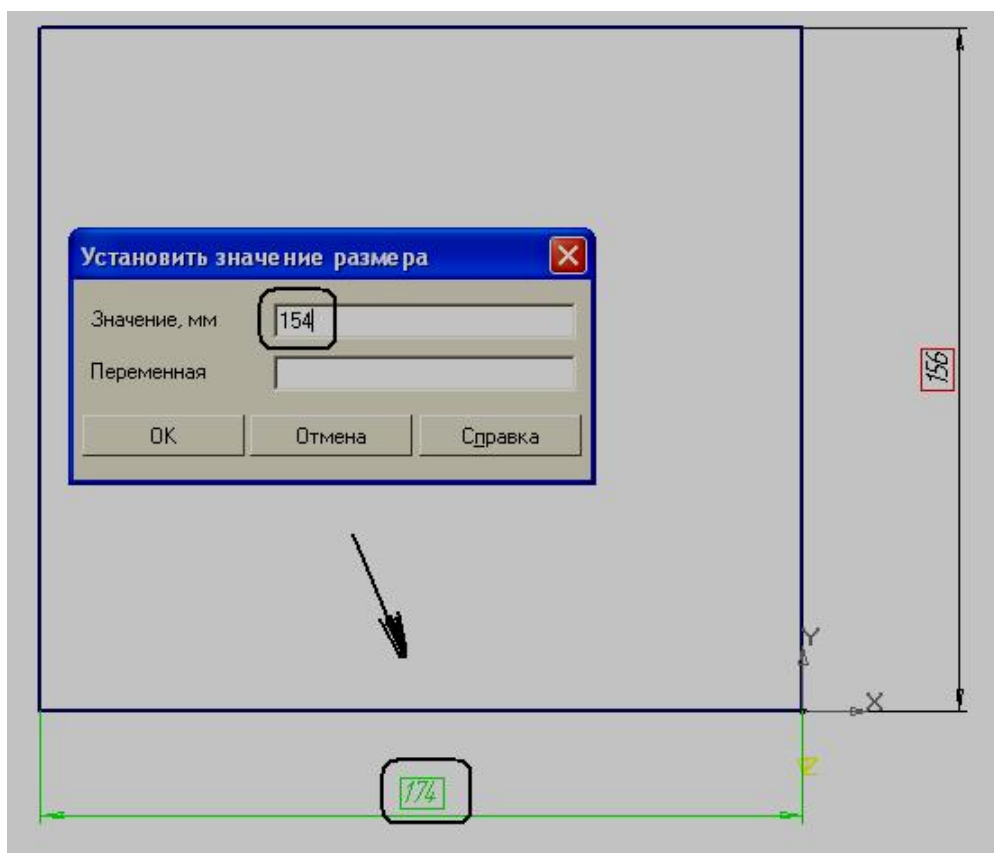 Установить значение размера
Значение, мм 154
Переменная
ОК Отмена Справка
156
Y
X
Z
174